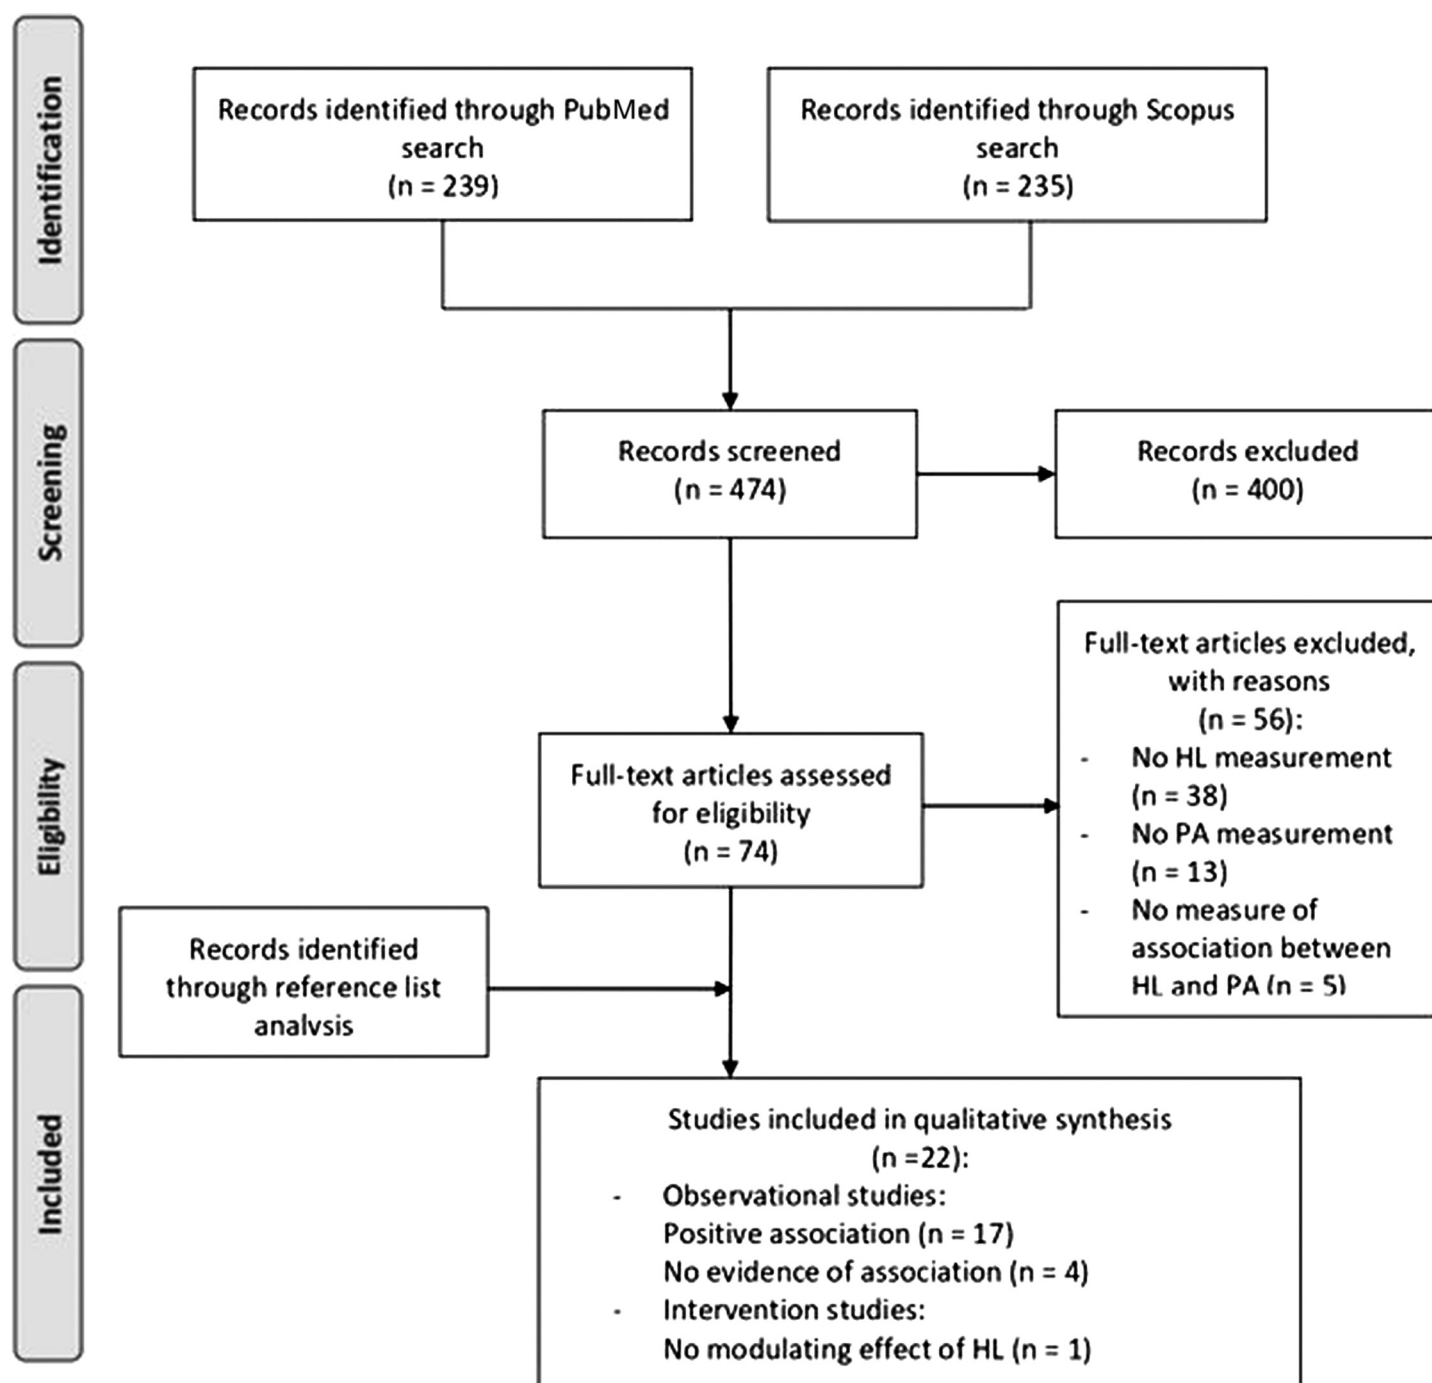 Identification
Records identified through PubMed
search
(n = 239)
Records identified through Scopus
search
(n = 235)
Screening
Records screened
(n = 474)
Records excluded
(n = 400)
Eligibility
Full-text articles assessed
for eligibility
(n = 74)
Full-text articles excluded,
with reasons
(n = 56):
- No HL measurement
(n = 38)
- No PA measurement
(n = 13)
- No measure of
association between
HL and PA (n = 5)
Records identified
through reference list
analysis
Included
Studies included in qualitative synthesis
(n =22):
- Observational studies:
Positive association (n = 17)
No evidence of association (n = 4)
- Intervention studies:
No modulating effect of HL (n = 1)